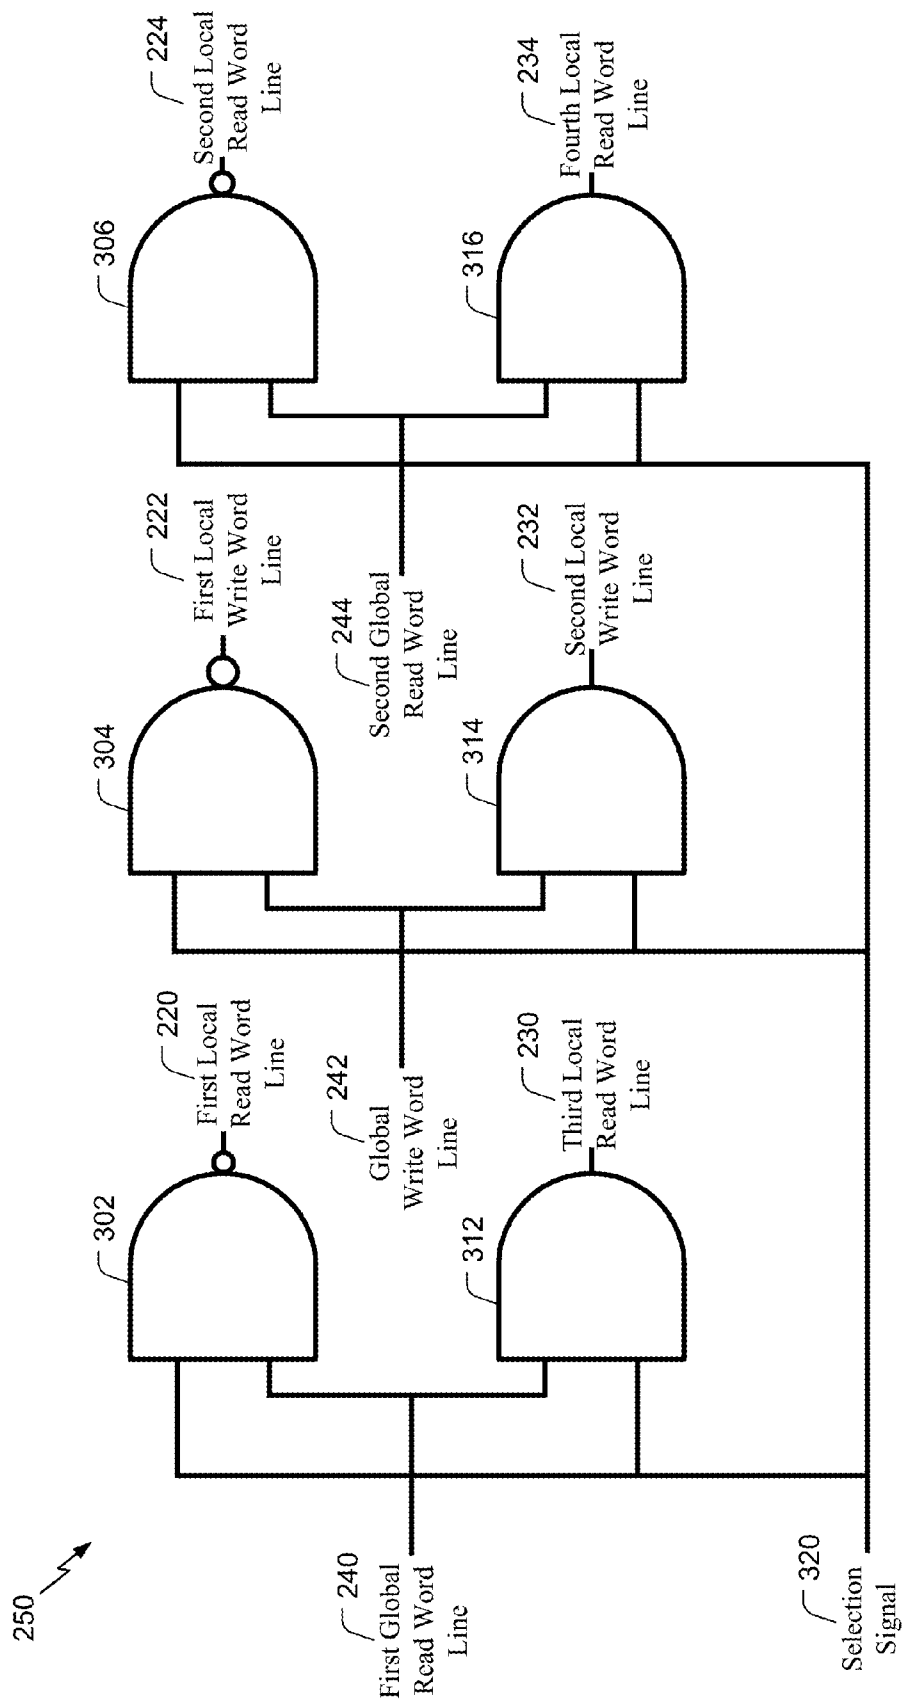 250
302
220
First Local
Read Word
Line
304
222
First Local
Write Word
Line
306
224
Second Local
Read Word
Line
240
First Global
Read Word
Line
242
Global
Write Word
Line
244
Second Global
Read Word
Line
312
230
Third Local
Read Word
Line
314
232
Second Local
Write Word
Line
316
234
Fourth Local
Read Word
Line
320
Selection
Signal